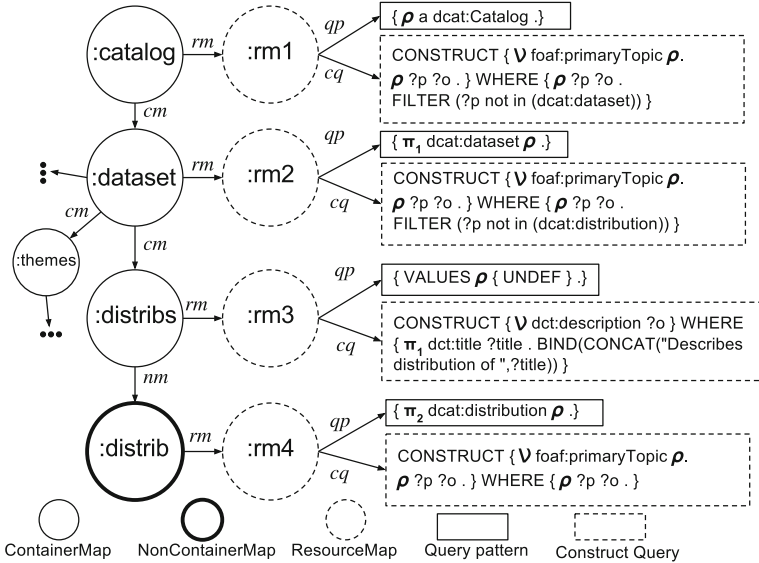 :catalog
rm
:rm1
qp
{ ρ a dcat:Catalog .}
cq
CONSTRUCT { ν foaf:primaryTopic ρ.
ρ ?p ?o . } WHERE { ρ ?p ?o .
FILTER (?p not in (dcat:dataset)) }
cm
:dataset
rm
:rm2
qp
{ π1 dcat:dataset ρ .}
cq
CONSTRUCT { ν foaf:primaryTopic ρ.
ρ ?p ?o . } WHERE { ρ ?p ?o .
FILTER (?p not in (dcat:distribution)) }
cm
cm
:themes
:distribs
rm
:rm3
qp
{ VALUES ρ { UNDEF } .}
cq
CONSTRUCT { ν dct:description ?o } WHERE
{ π1 dct:title ?title . BIND(CONCAT("Describes
distribution of ",?title)) }
nm
:distrib
rm
:rm4
qp
{ π2 dcat:distribution ρ .}
cq
CONSTRUCT { ν foaf:primaryTopic ρ.
ρ ?p ?o . } WHERE { ρ ?p ?o . }
ContainerMap
NonContainerMap
ResourceMap
Query pattern
Construct Query